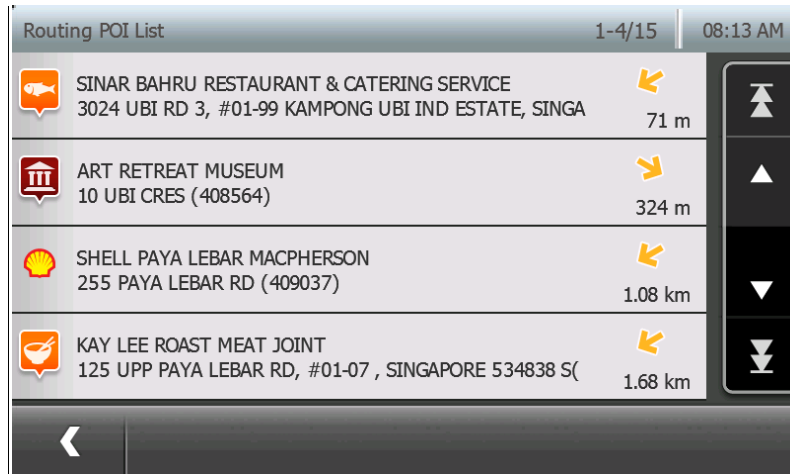 Routing POI List 1-4/15 08:13 AM
SINAR BAHRU RESTAURANT & CATERING SERVICE
3024 UBI RD 3, #01-99 KAMPONG UBI IND ESTATE, SINGA
71 m
ART RETREAT MUSEUM
10 UBI CRES (408564)
324 m
SHELL PAYA LEBAR MACPHERSON
255 PAYA LEBAR RD (409037)
1.08 km
KAY LEE ROAST MEAT JOINT
125 UPP PAYA LEBAR RD, #01-07 , SINGAPORE 534838 S(
1.68 km